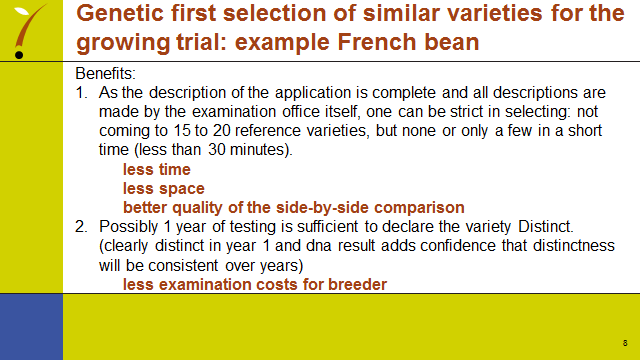 Genetic first selection of similar varieties for the
growing trial: example French bean
Benefits:
1. As the description of the application is complete and all descriptions are
made by the examination office itself, one can be strict in selecting: not
coming to 15 to 20 reference varieties, but none or only a few in a short
time (less than 30 minutes).
less time
less space
better quality of the side-by-side comparison
2. Possibly 1 year of testing is sufficient to declare the variety Distinct.
(clearly distinct in year 1 and dna result adds confidence that distinctness
will be consistent over years)
less examination costs for breeder
8